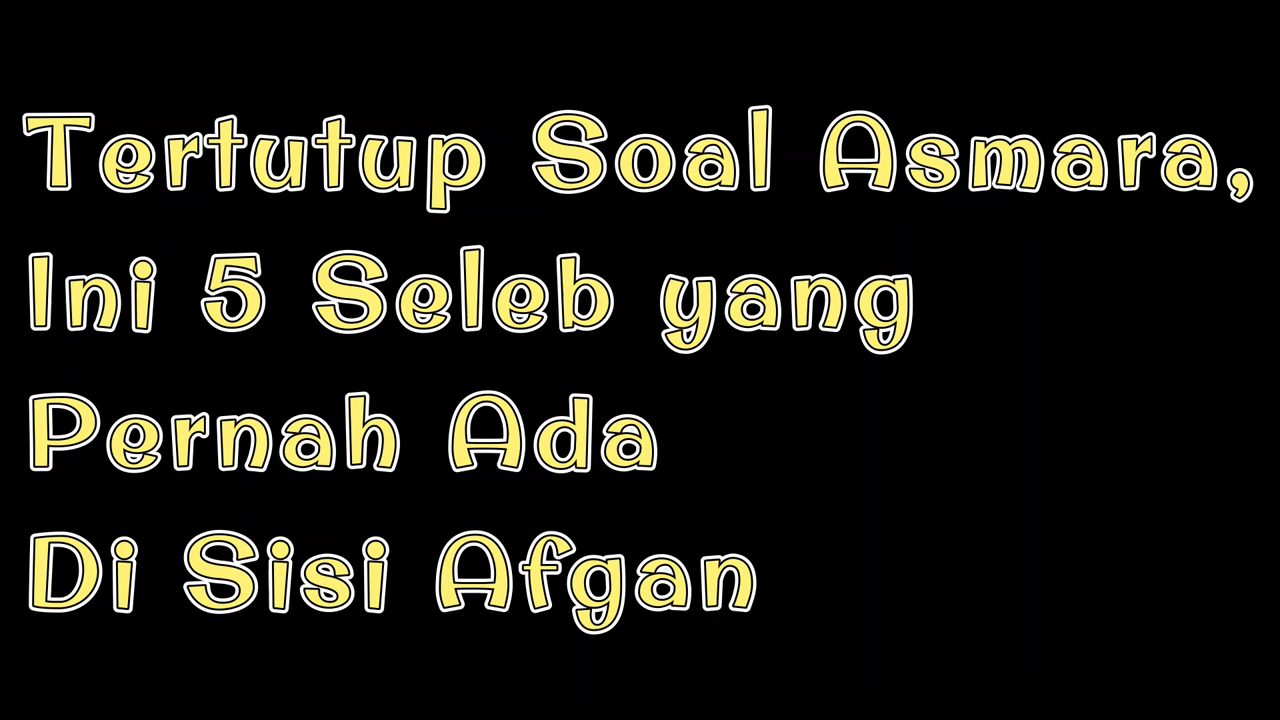 Tertutup Soal Asmara,
Ini 5 Seleb yang
Pernah Ada
Di Sisi Afgan